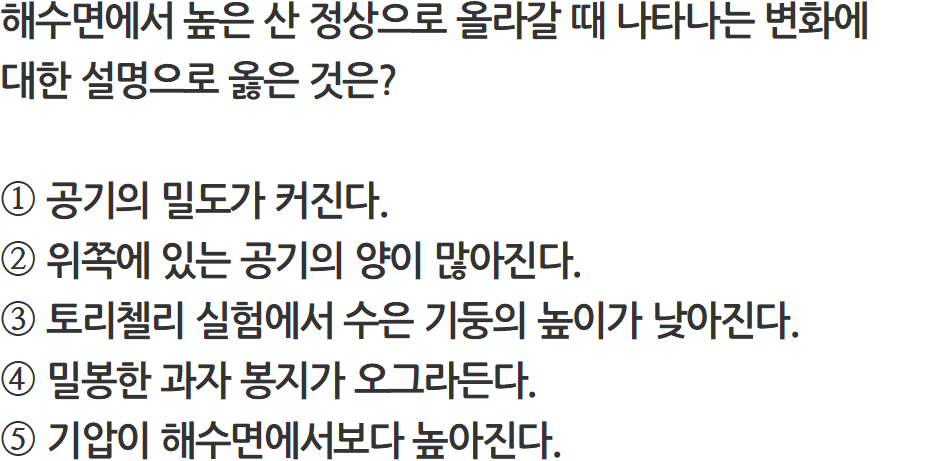 해수면에서 높은 산 정상으로 올라갈 때 나타나는 변화에
대한 설명으로 옳은 것은?
① 공기의 밀도가 커진다.
② 위쪽에 있는 공기의 양이 많아진다.
③ 토리첼리 실험에서 수은 기둥의 높이가 낮아진다.
④ 밀봉한 과자 봉지가 오그라든다.
⑤ 기압이 해수면에서보다 높아진다.